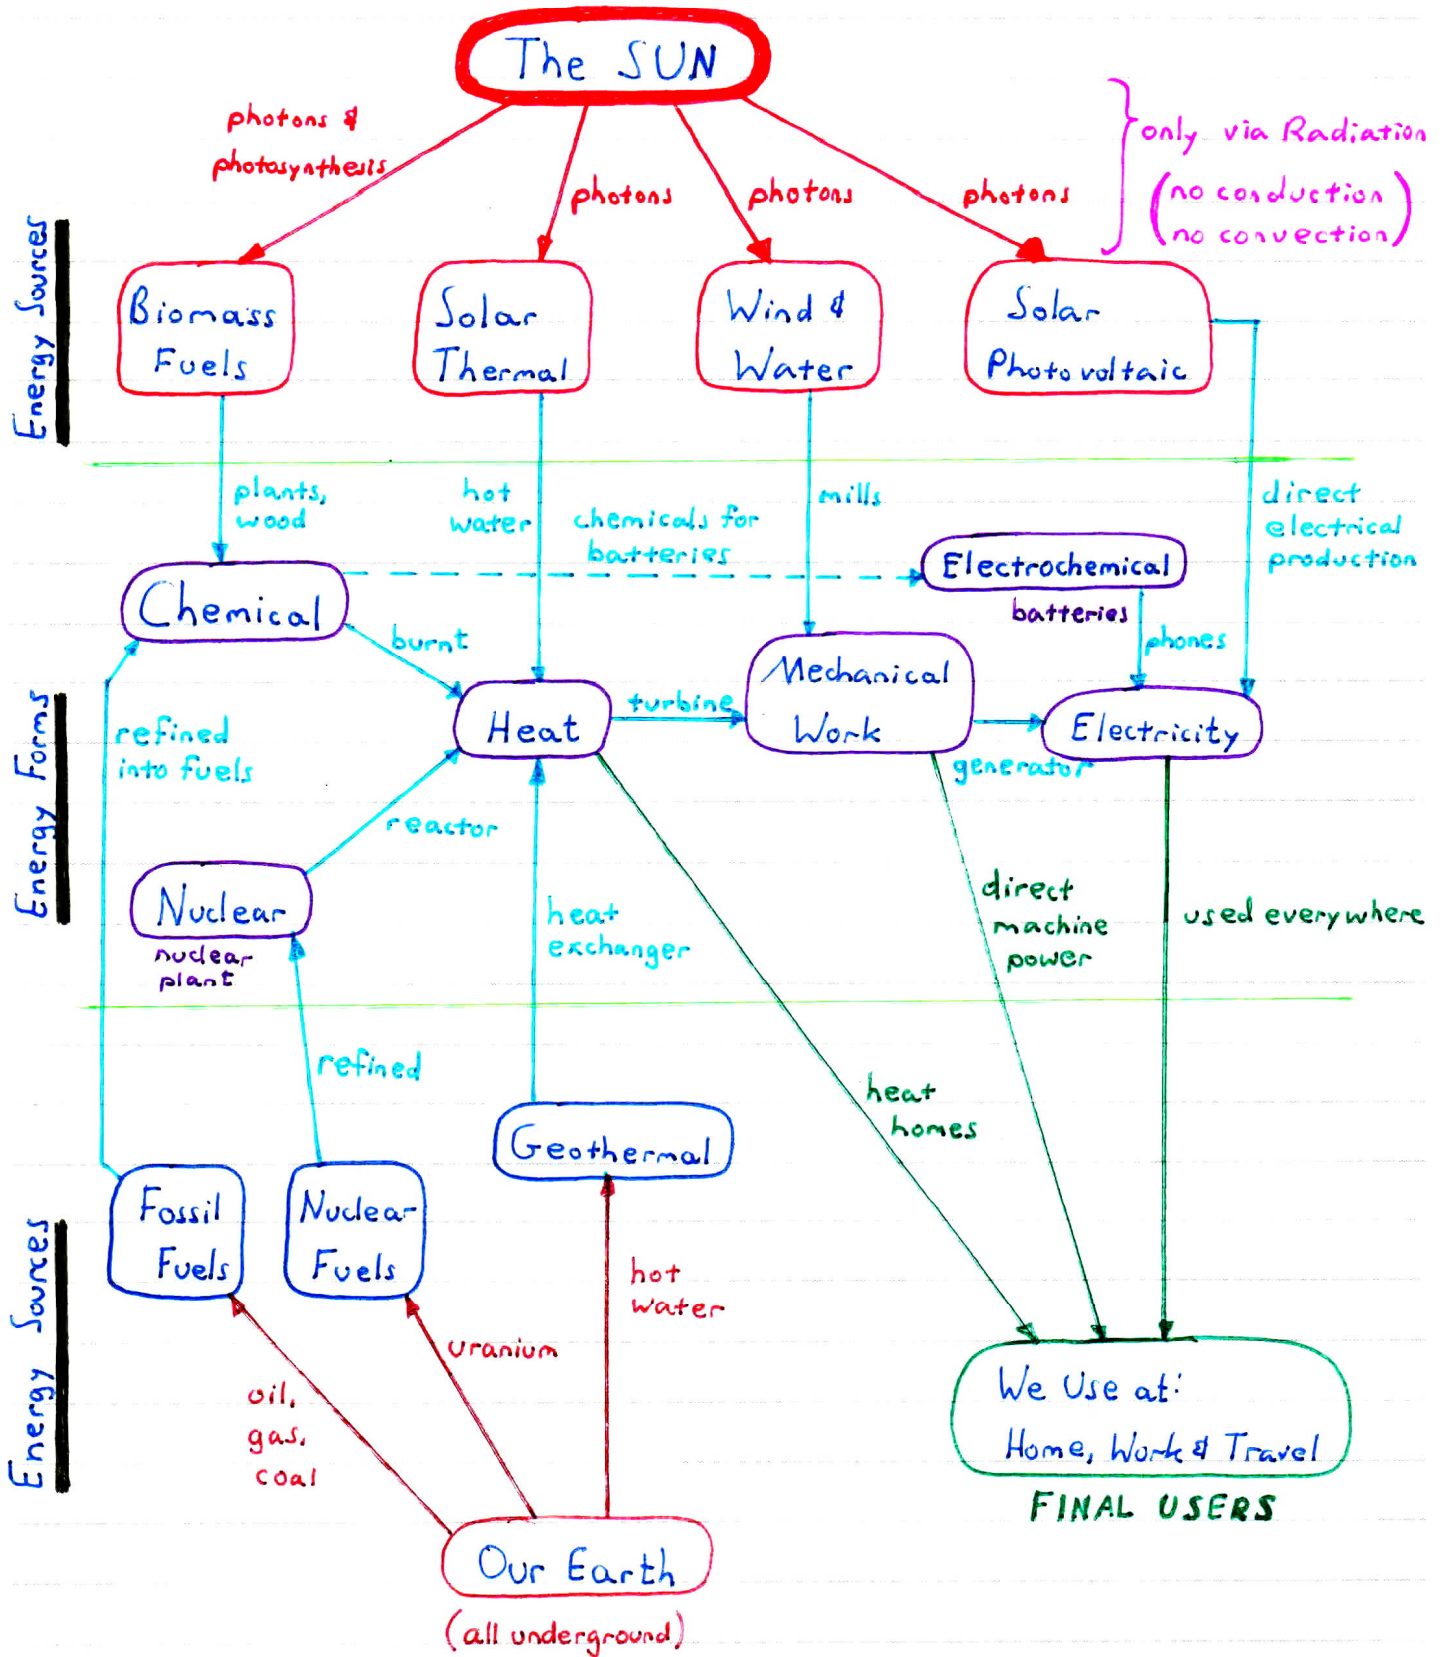 The SUN
photons &
photosynthesis
photons
photons
photons
only via Radiation
(no conduction)
(no convection)
Energy Sources
Biomass
Fuels
Solar
Thermal
Wind &
Water
Solar
Photovoltaic
plants,
wood
hot
water
chemicals for
batteries
mills
direct
electrical
production
Electrochemical
batteries
phones
Chemical
burnt
Energy Forms
refined
into fuels
Heat
turbine
Mechanical
Work
generator
Electricity
reactor
Nuclear
nuclear
plant
heat
exchanger
direct
machine
power
used everywhere
refined
heat
homes
Geothermal
Energy Sources
Fossil
Fuels
Nuclear
Fuels
hot
water
uranium
oil,
gas,
coal
We Use at:
Home, Work & Travel
FINAL USERS
Our Earth
(all underground)